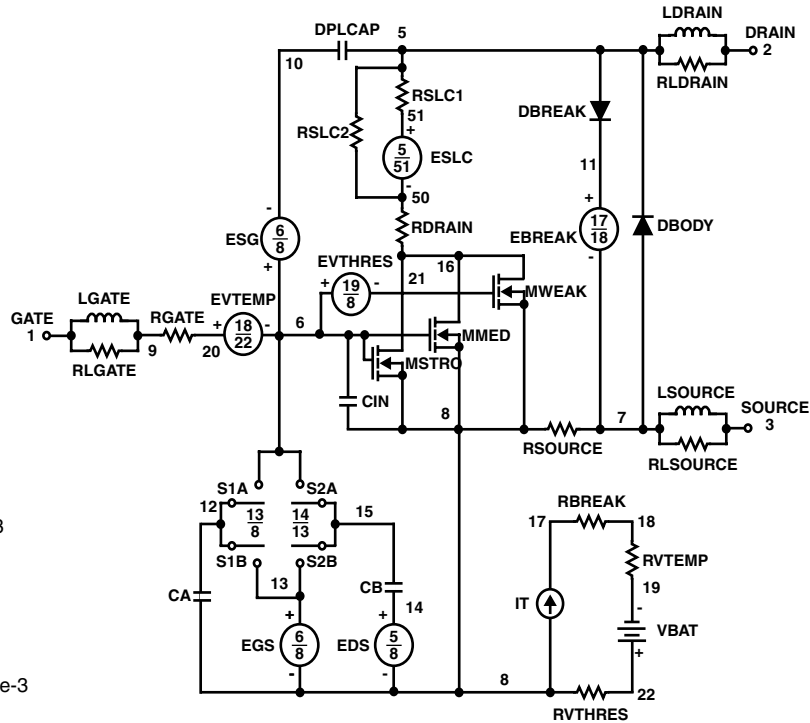 LDRAIN
DPLCAP 5 DRAIN
10 2
RSLC1 RLDRAIN
51 DBREAK
+
RSLC2
5
51
ESLC
11
-
50
- + 17
18
RDRAIN DBODY
6
8
ESG EBREAK
EVTHRES 16
+ 21 -
+ 19
8
- MWEAK
LGATE EVTEMP
GATE RGATE + 18
22
- 6 MMED
1
9 20 MSTRO
RLGATE
LSOURCE
CIN 8 7 SOURCE
3
RSOURCE
RLSOURCE
S1A S2A
12 13
8
14
13
15 RBREAK
17 18
S1B S2B
RVTEMP
13 CB 19
CA 14 IT -
+ + VBAT
EGS 6
8
EDS 5
8
+
- - 8
22
RVTHRES
3
e-3